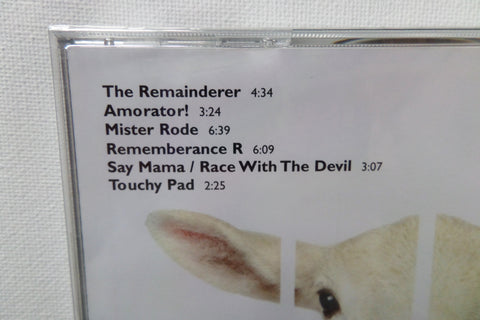 The Remainderer 4:34
Amorator! 3:24
Mister Rode 6:39
Rememberance R 6:09
Say Mama / Race With The Devil 3:07
Touchy Pad 2:25